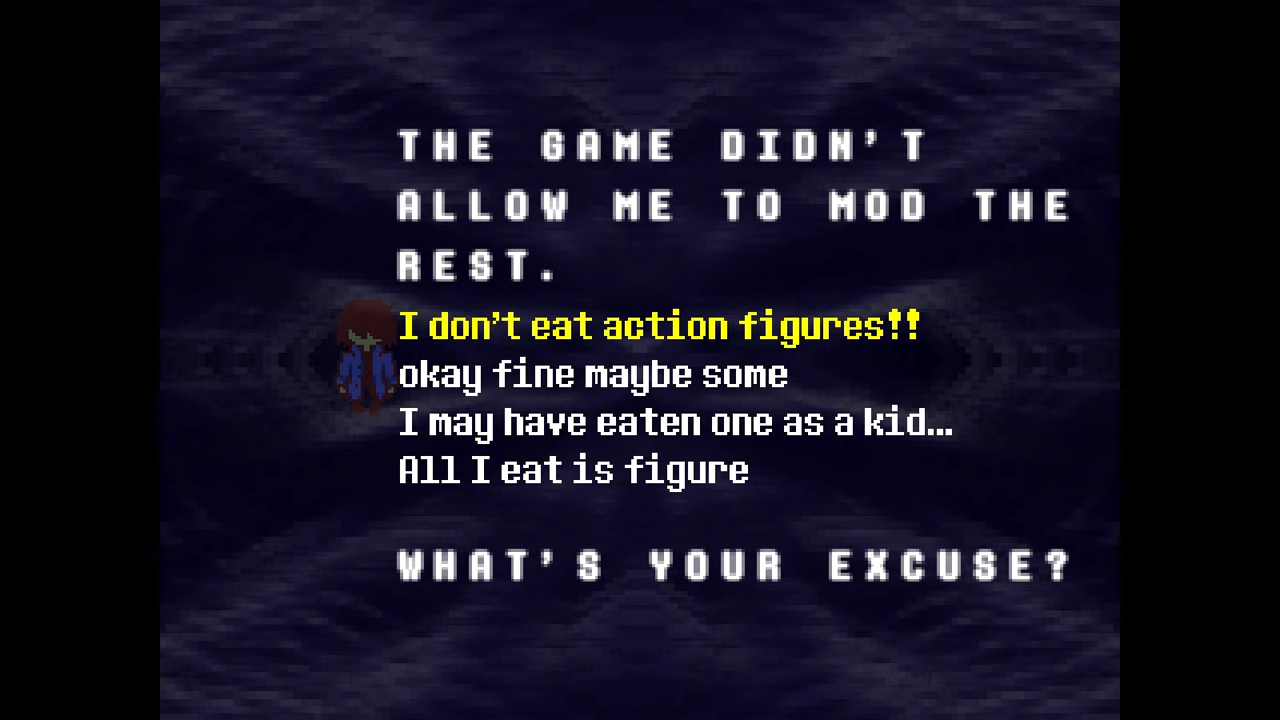 THE GAME DIDN'T
ALLOW ME TO MOD THE
REST.
I don't eat action figures!!
okay fine maybe some
I may have eaten one as a kid...
All I eat is figure
WHAT'S YOUR EXCUSE?